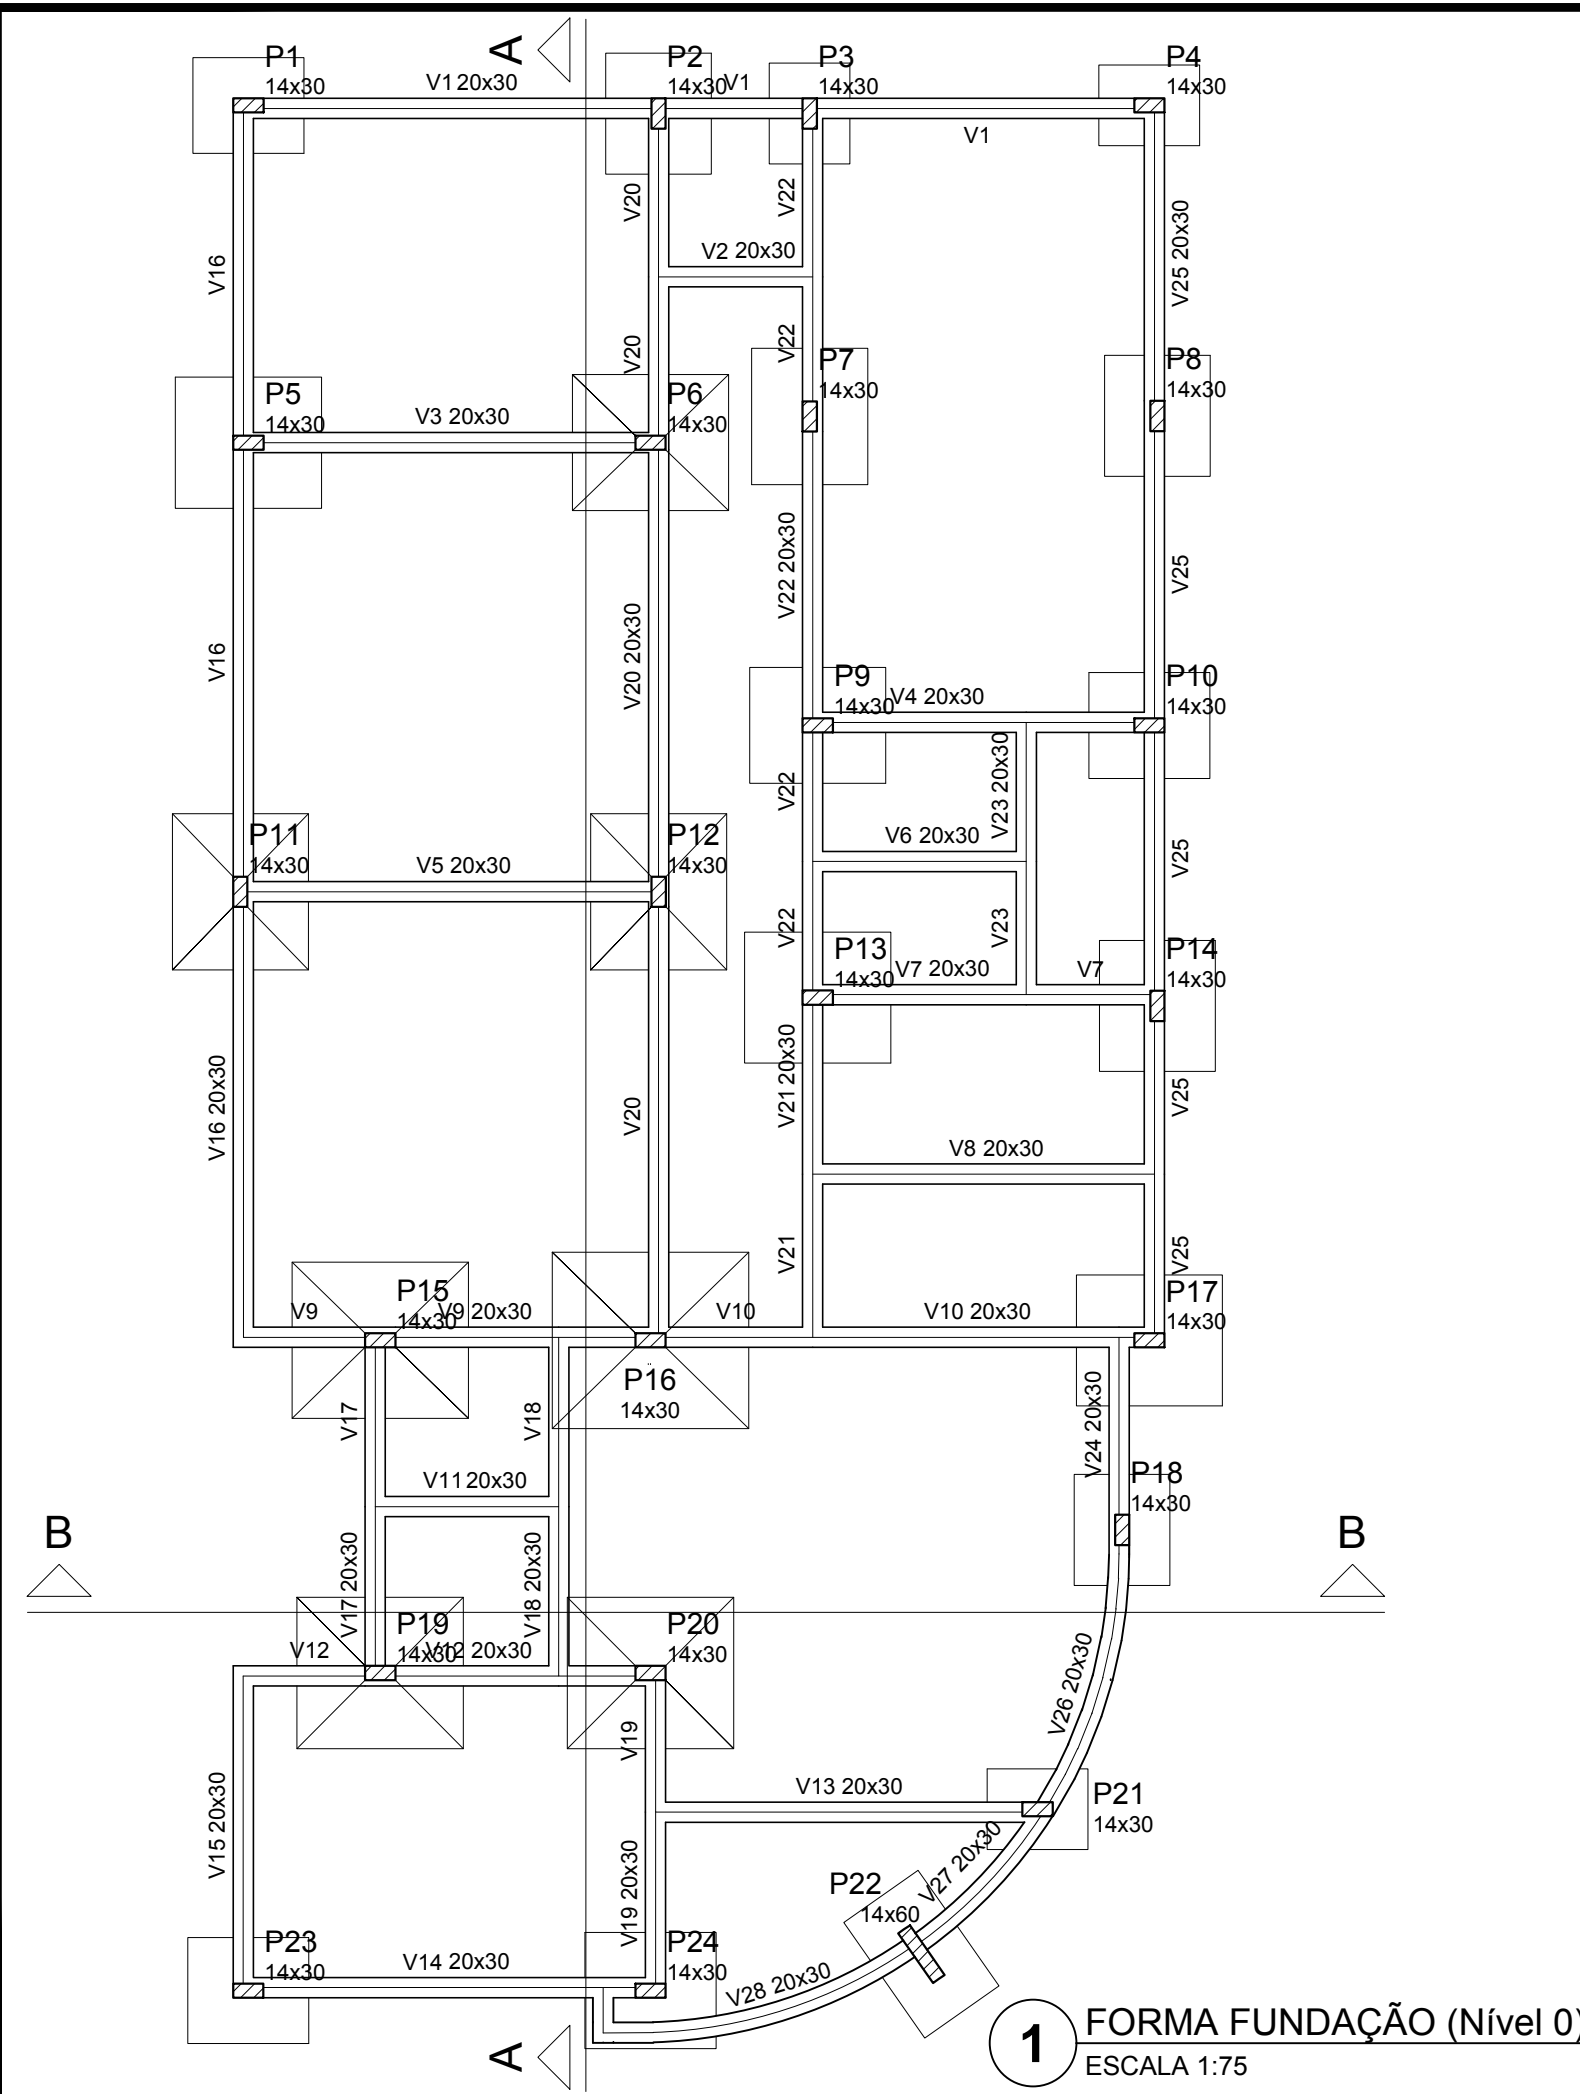 A
P1
14x30
V1 20x30
P2
14x30
V1
P3
14x30
P4
14x30
V1
V16
V20
V22
V25 20x30
V2 20x30
V20
V22
P7
14x30
P8
14x30
P5
14x30
V3 20x30
P6
14x30
V16
V20 20x30
V22 20x30
V25
P9
14x30
V4 20x30
P10
14x30
V22
V23 20x30
P11
14x30
V5 20x30
P12
14x30
V6 20x30
V25
V22
V23
P13
14x30
V7 20x30
V7
P14
14x30
V16 20x30
V20
V21 20x30
V25
V8 20x30
V21
V25
V9
P15
14x30
V9 20x30
V10
V10 20x30
P17
14x30
P16
14x30
V17
V18
V24 20x30
V11 20x30
P18
14x30
B
B
V17 20x30
V18 20x30
V12
P19
14x30
V12 20x30
P20
14x30
V26 20x30
V19
V15 20x30
V13 20x30
P21
14x30
V19 20x30
V27 20x30
P22
14x60
P23
14x30
V14 20x30
P24
14x30
V28 20x30
A
1
FORMA FUNDAÇÃO (Nível 0)
ESCALA 1:75